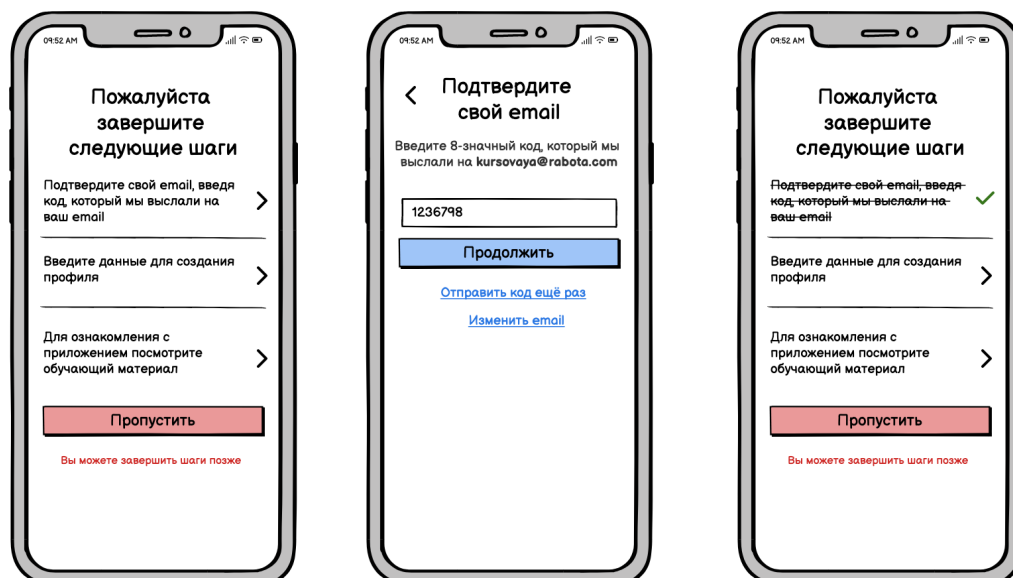 09:52 AM
Пожалуйста
завершите
следующие шаги
Подтвердите свой email, введя
код, который мы выслали на
ваш email
Введите данные для создания
профиля
Для ознакомления с
приложением посмотрите
обучающий материал
Пропустить
Вы можете завершить шаги позже
09:52 AM
Подтвердите
свой email
Введите 8-значный код, который мы
выслали на kursovaya@rabota.com
1236798
Продолжить
Отправить код ещё раз
Изменить email
09:52 AM
Пожалуйста
завершите
следующие шаги
Подтвердите свой email, введя
код, который мы выслали на
ваш email
Введите данные для создания
профиля
Для ознакомления с
приложением посмотрите
обучающий материал
Пропустить
Вы можете завершить шаги позже